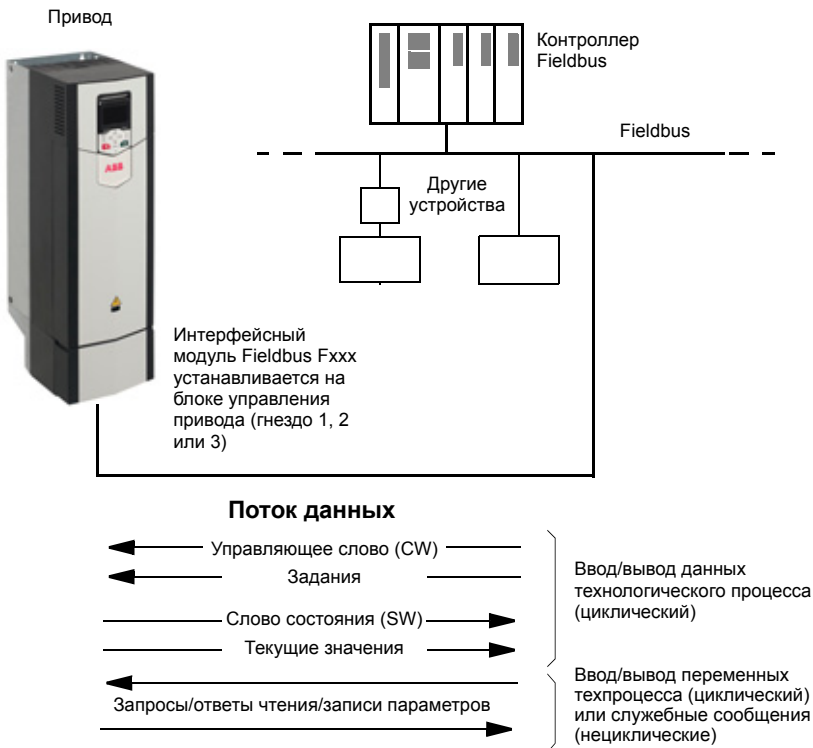 Привод
Контроллер
Fieldbus
Fieldbus
Другие
устройства
ABB
Интерфейсный
модуль Fieldbus Fxxx
устанавливается на
блоке управления
привода (гнездо 1, 2
или 3)
Поток данных
Управляющее слово (CW)
Задания
Слово состояния (SW)
Текущие значения
Ввод/вывод данных
технологического процесса
(циклический)
Запросы/ответы чтения/записи параметров
Ввод/вывод переменных
техпроцесса (циклический)
или служебные сообщения
(нециклические)